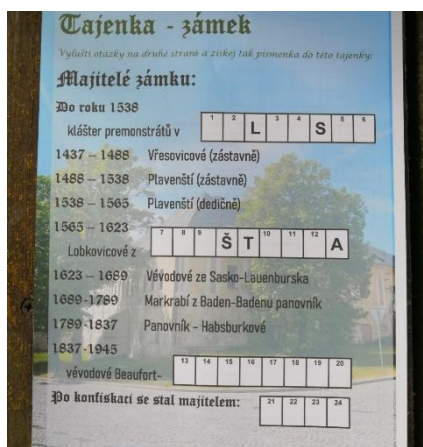 Tajenka - zámek
Vylušti otázky na druhé straně a získej tak písmenka do této tajenky:
Majitelé zámku:
Do roku 1538
klášter premonstrátů v 1 2 L 3 4 S 5 6
1437 – 1488 Vřesovicové (zástavně)
1488 – 1538 Plavenští (zástavně)
1538 – 1565 Plavenští (dedičně)
1565 – 1623
Lobkovicové z 7 8 9 Š T 10 11 12 A
1623 – 1689 Vévodové ze Sasko-Lauenburska
1689-1789 Markrabí z Baden-Badenu panovník
1789-1837 Panovník - Habsburkové
1837-1945
vévodové Beaufort- 13 14 15 16 17 18 19 20
Po konfiskaci se stal majitelem: 21 22 23 24